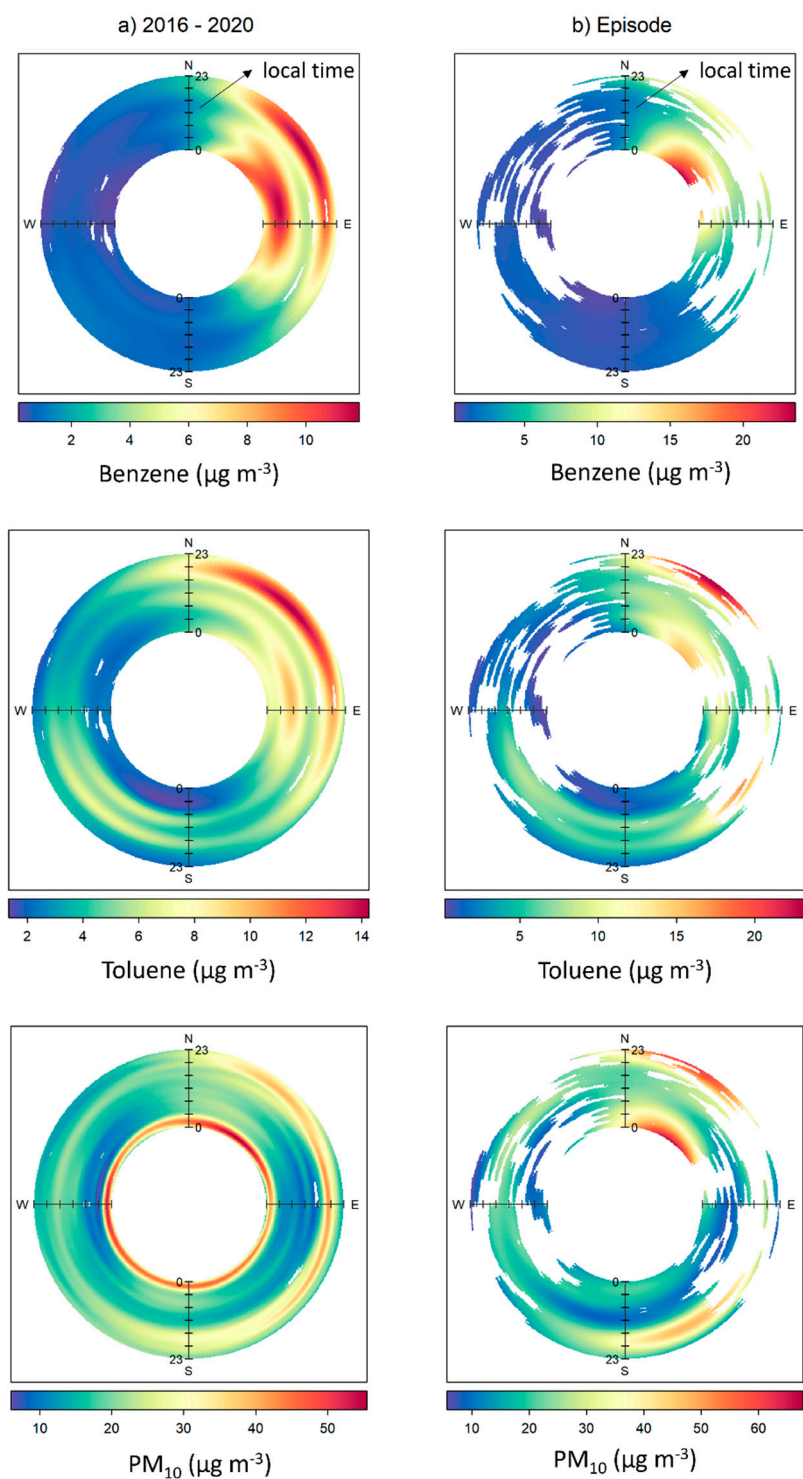 a) 2016 - 2020
b) Episode
N
23
local time
0
W
E
0
23
S
2 4 6 8 10
Benzene (µg m-3)
N
23
local time
0
W
E
0
23
S
5 10 15 20
Benzene (µg m-3)
N
23
0
W
E
0
23
S
2 4 6 8 10 12 14
Toluene (µg m-3)
N
23
0
W
E
0
23
S
5 10 15 20
Toluene (µg m-3)
N
23
0
W
E
0
23
S
10 20 30 40 50
PM10 (µg m-3)
N
23
0
W
E
0
23
S
10 20 30 40 50 60
PM10 (µg m-3)